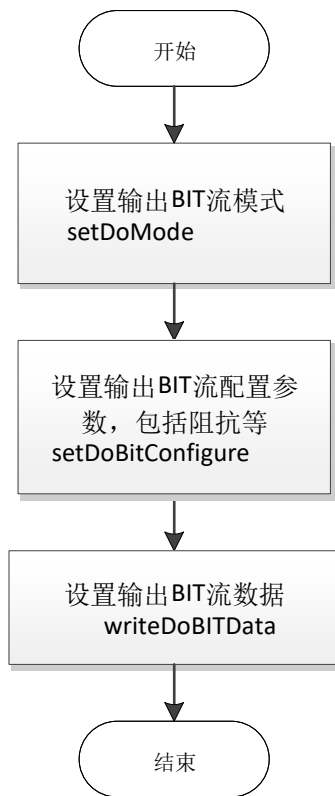 开始
设置输出BIT流模式
setDoMode
设置输出BIT流配置参
数，包括阻抗等
setDoBitConfigure
设置输出BIT流数据
writeDoBITData
结束